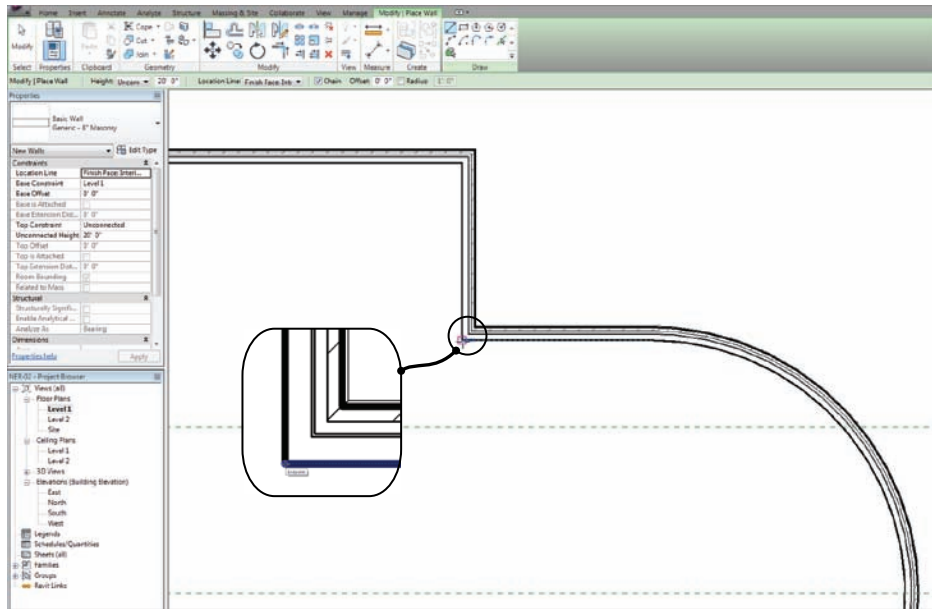 Home Insert Annotate Analyze Structure Massing & Site Collaborate View Manage Modify | Place Wall
Modify
Paste
Cope
Cut
Join
Select Properties Clipboard Geometry Modify View Measure Create Draw
Modify | Place Wall Height: Unconn 20' 0" Location Line: Finish Face: Inte Chain Offset: 0' 0" Radius 1' 0"
Properties
Basic Wall
Generic - 8" Masonry
New Walls Edit Type
Constraints
Location Line Finish Face: Interi...
Base Constraint Level 1
Base Offset 0' 0"
Base is Attached
Base Extension Dist... 0' 0"
Top Constraint Unconnected
Unconnected Height 20' 0"
Top Offset 0' 0"
Top is Attached
Top Extension Dist... 0' 0"
Room Bounding
Related to Mass
Structural
Structurally Signifi...
Enable Analytical ...
Analyze As Bearing
Dimensions
Properties help Apply
NER-02 - Project Browser
Views (all)
Floor Plans
Level 1
Level 2
Site
Ceiling Plans
Level 1
Level 2
3D Views
Elevations (Building Elevation)
East
North
South
West
Legends
Schedules/Quantities
Sheets (all)
Families
Groups
Revit Links